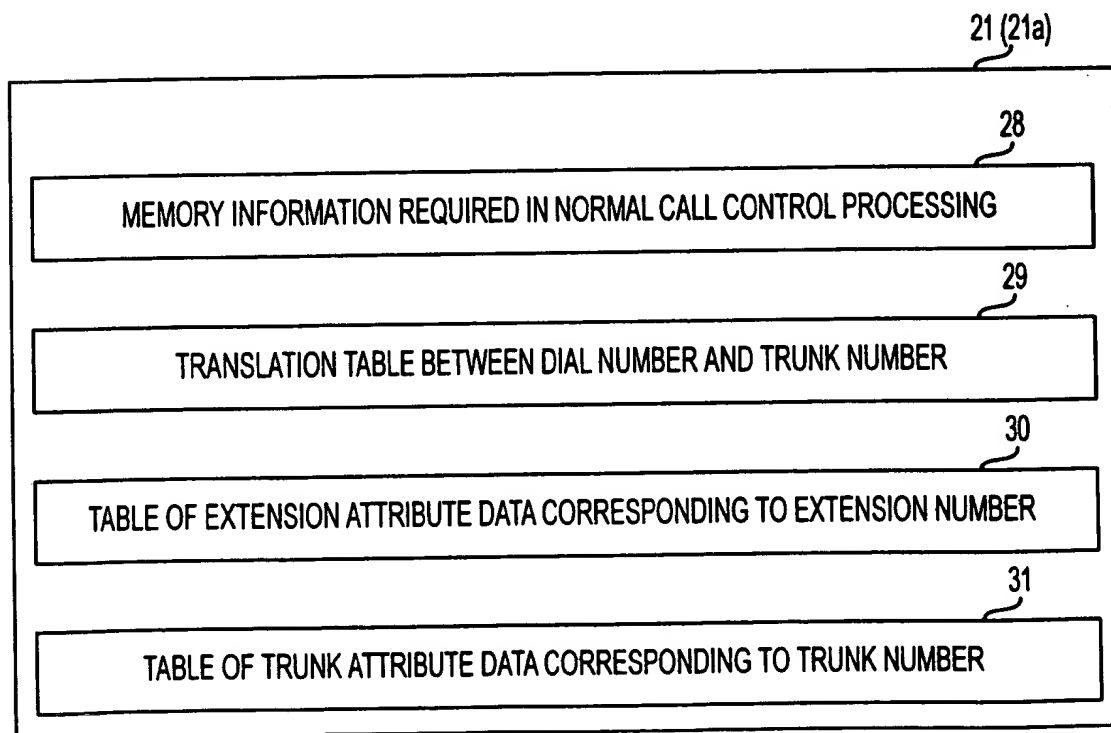 21 (21a)
28
MEMORY INFORMATION REQUIRED IN NORMAL CALL CONTROL PROCESSING
29
TRANSLATION TABLE BETWEEN DIAL NUMBER AND TRUNK NUMBER
30
TABLE OF EXTENSION ATTRIBUTE DATA CORRESPONDING TO EXTENSION NUMBER
31
TABLE OF TRUNK ATTRIBUTE DATA CORRESPONDING TO TRUNK NUMBER